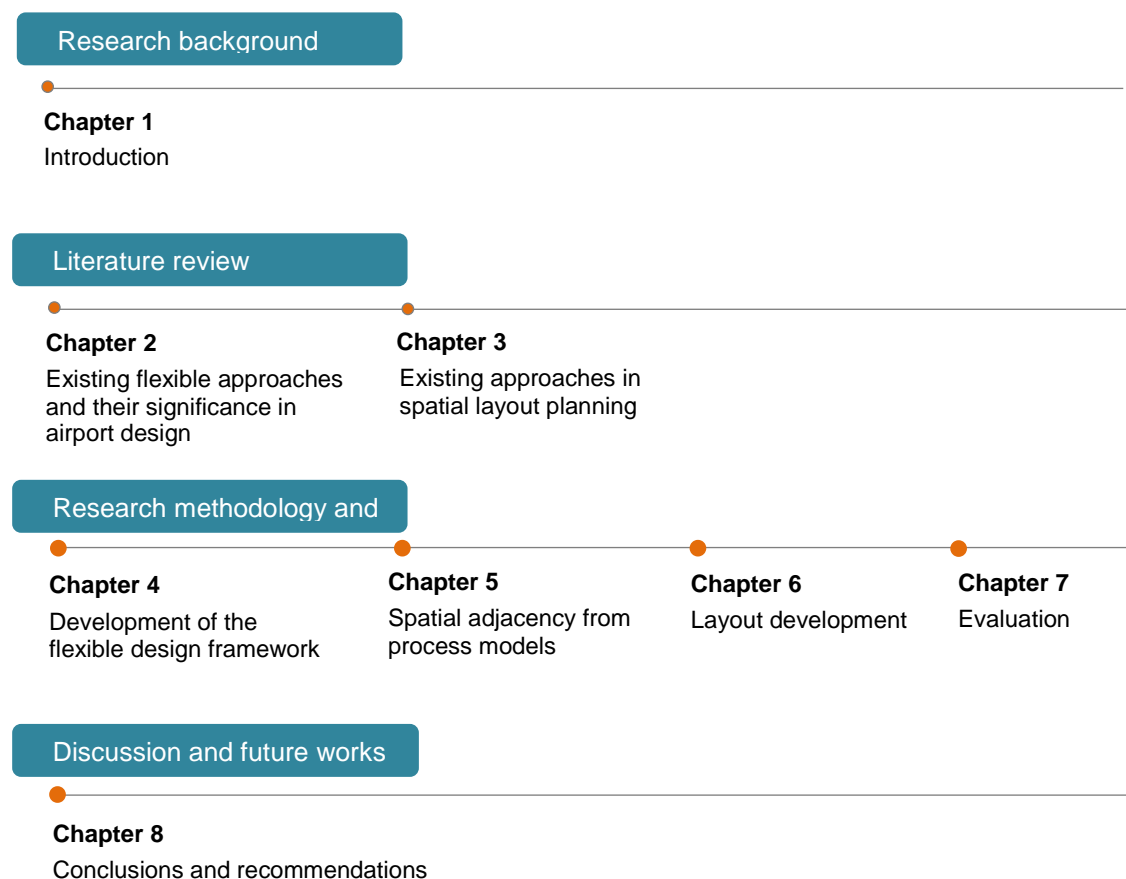 Research background
Chapter 1
Introduction
Literature review
Chapter 2
Existing flexible approaches
and their significance in
airport design
Chapter 3
Existing approaches in
spatial layout planning
Research methodology and
Chapter 4
Development of the
flexible design framework
Chapter 5
Spatial adjacency from
process models
Chapter 6
Layout development
Chapter 7
Evaluation
Discussion and future works
Chapter 8
Conclusions and recommendations